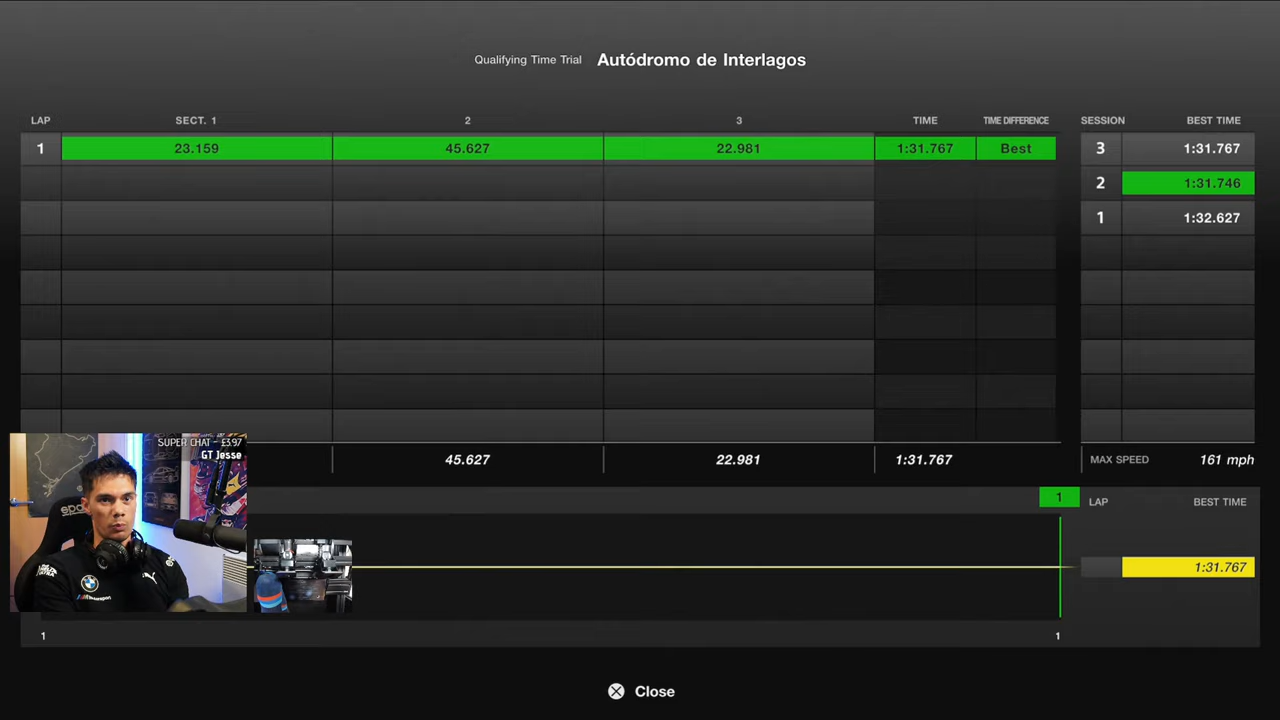 Qualifying Time Trial Autódromo de Interlagos
LAP SECT. 1 2 3 TIME TIME DIFFERENCE SESSION BEST TIME
1 23.159 45.627 22.981 1:31.767 Best 3 1:31.767
2 1:31.746
1 1:32.627
SUPER CHAT - £3.97
GT Jesse
45.627 22.981 1:31.767 MAX SPEED 161 mph
1 LAP BEST TIME
1:31.767
1 1
Close